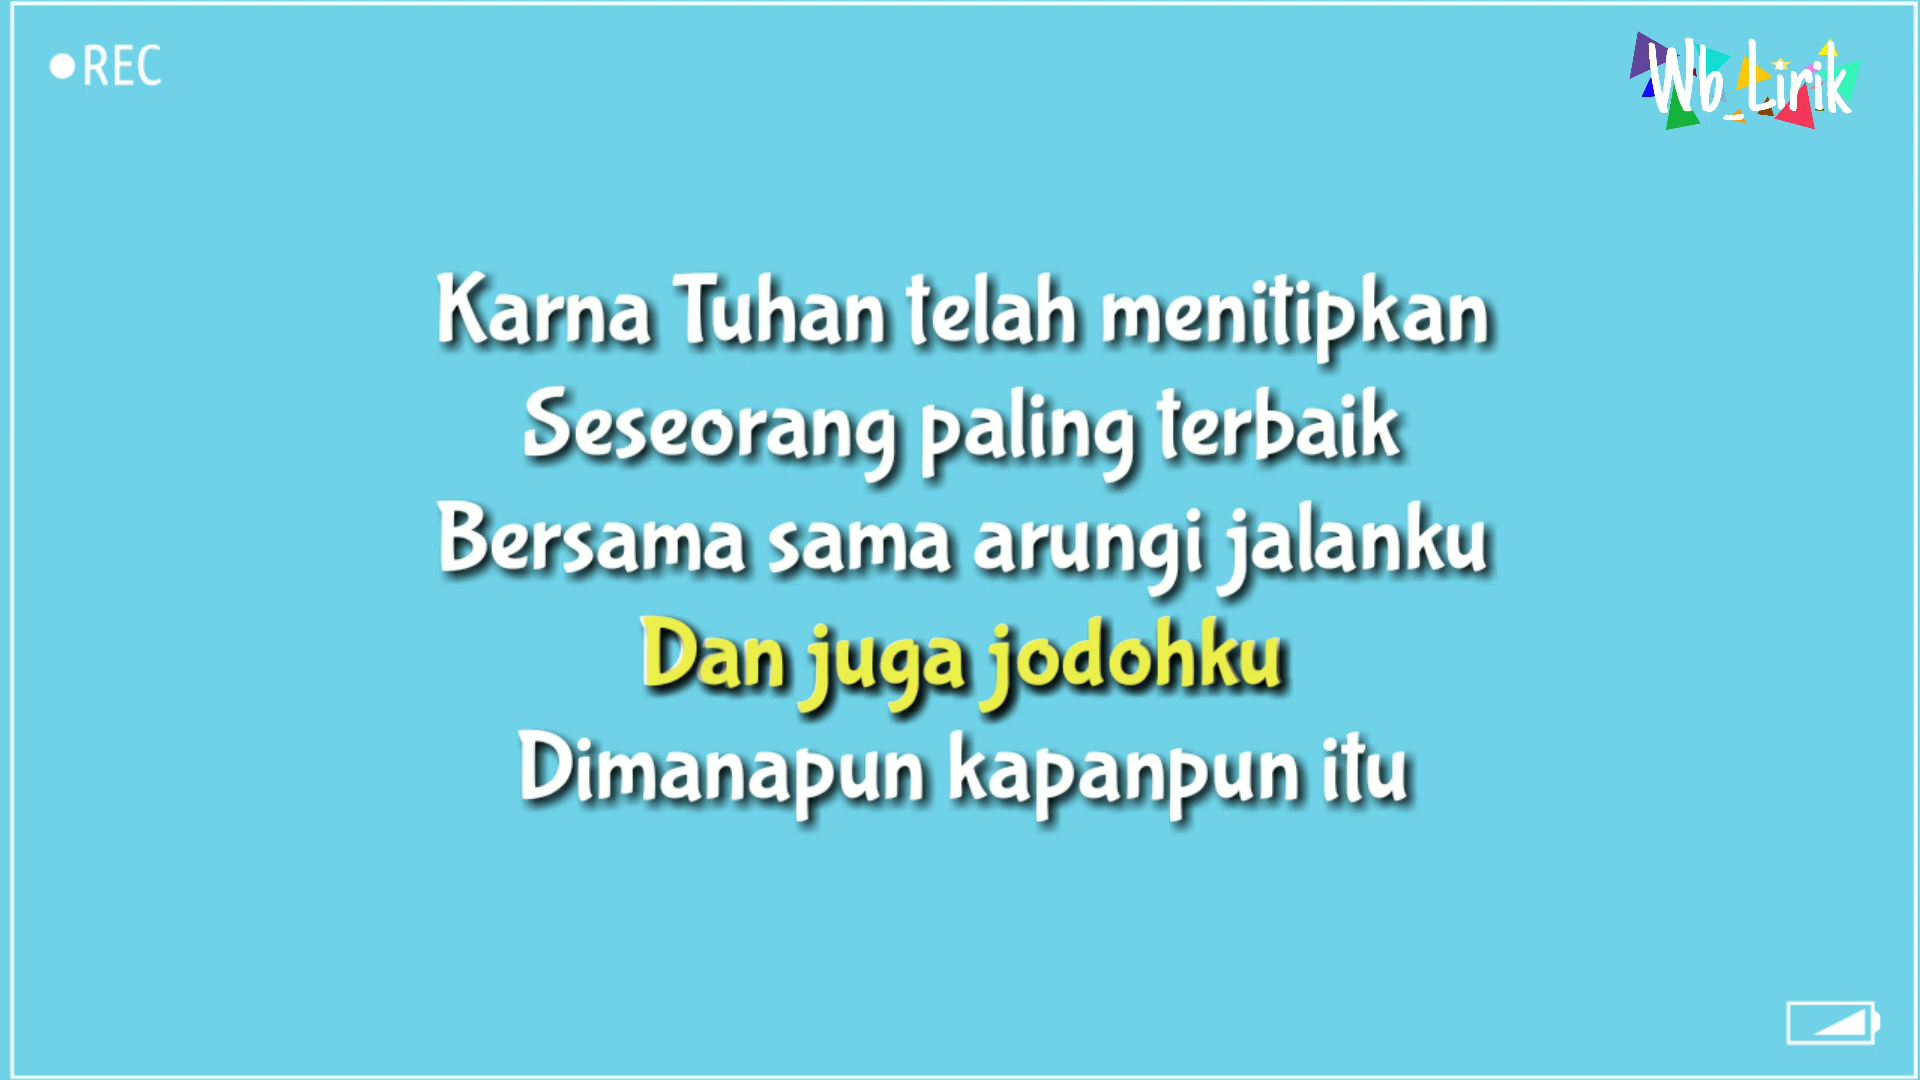 REC
Wb_Lirik
Karna Tuhan telah menitipkan
Seseorang paling terbaik
Bersama sama arungi jalanku
Dan juga jodohku
Dimanapun kapanpun itu